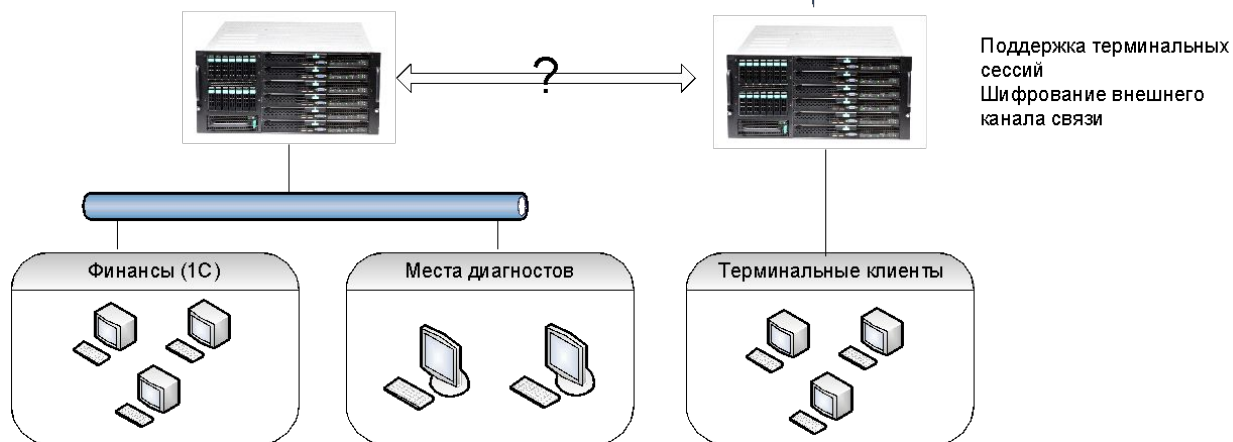 Поддержка терминальных
сессий
Шифрование внешнего
канала связи
?
Финансы (1С)
Места диагностов
Терминальные клиенты